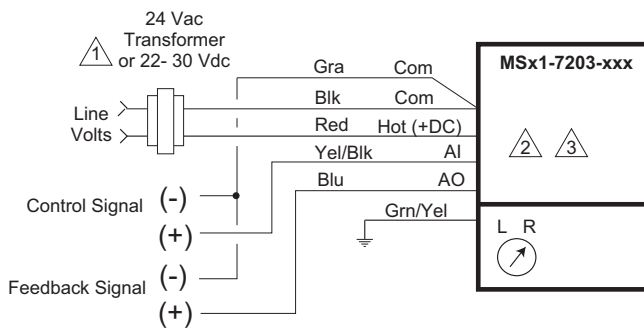 24 Vac
Transformer
or 22- 30 Vdc
1
MSx1-7203-xxx
Gra Com
Blk Com
Line
Volts
Red Hot (+DC)
2 3
Yel/Blk AI
Blu AO
Control Signal (-)
(+)
Grn/Yel
L R
Feedback Signal (-)
(+)